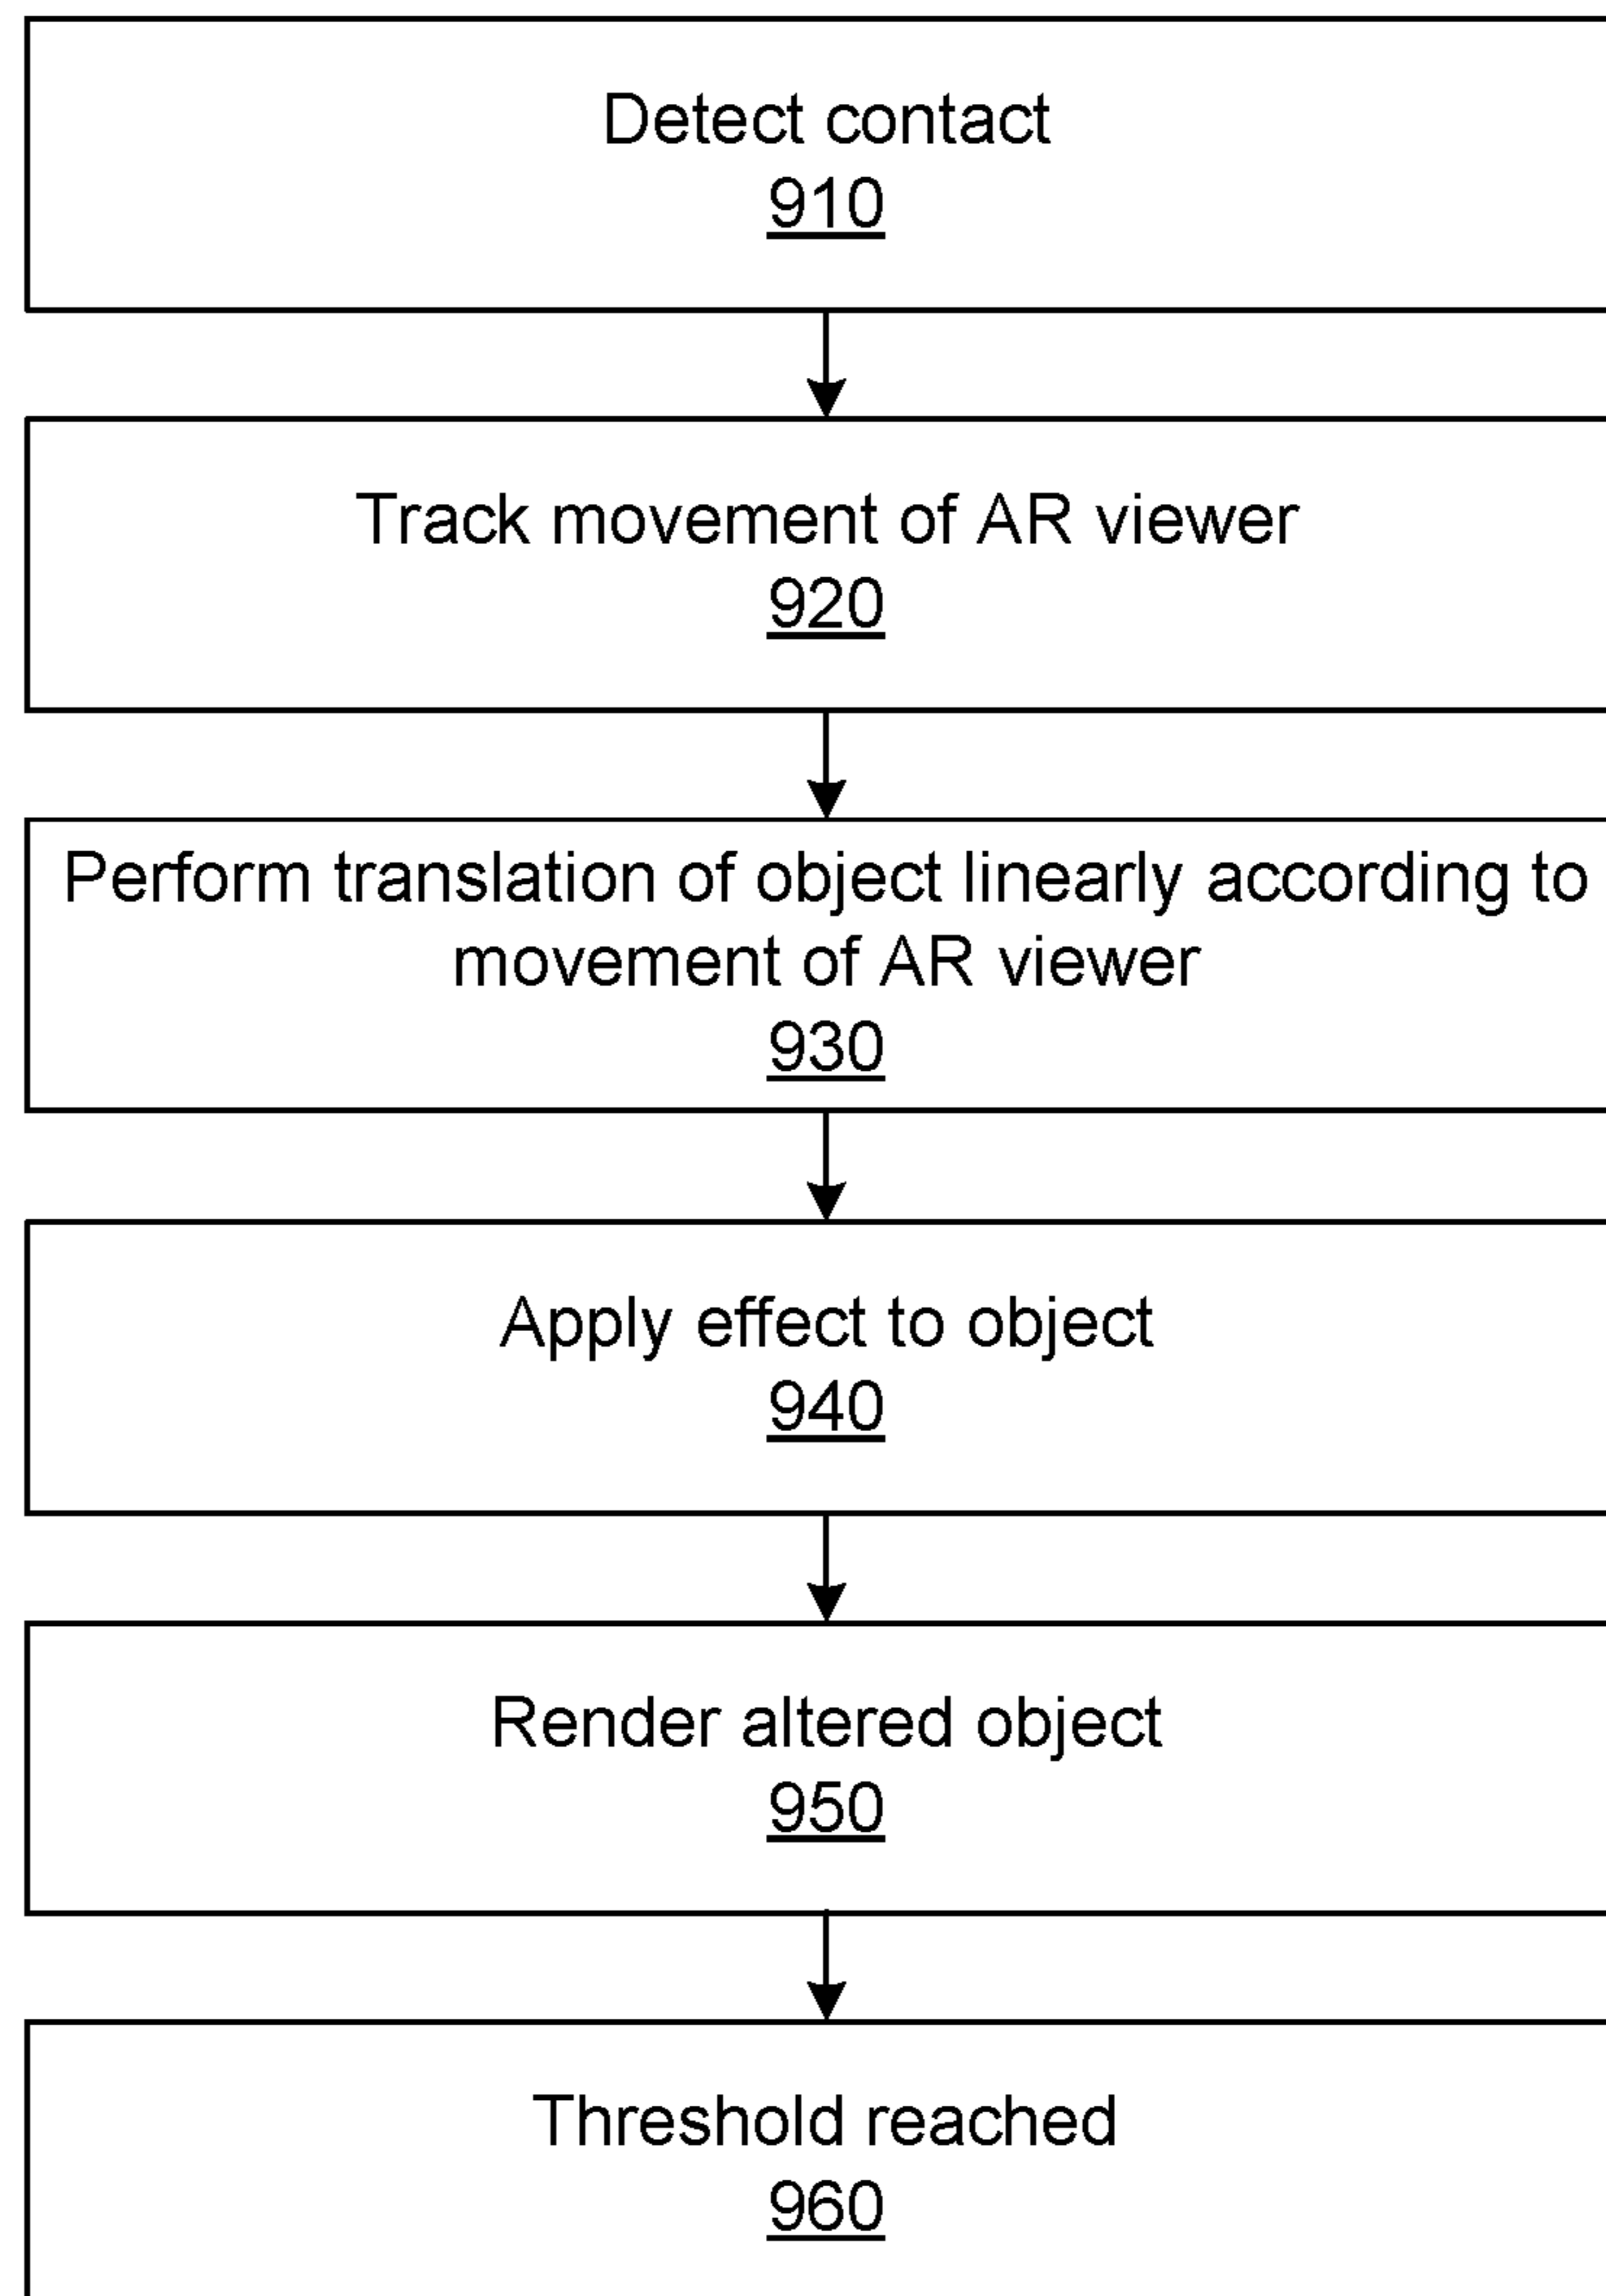 Detect contact
910
Track movement of AR viewer
920
Perform translation of object linearly according to
movement of AR viewer
930
Apply effect to object
940
Render altered object
950
Threshold reached
960